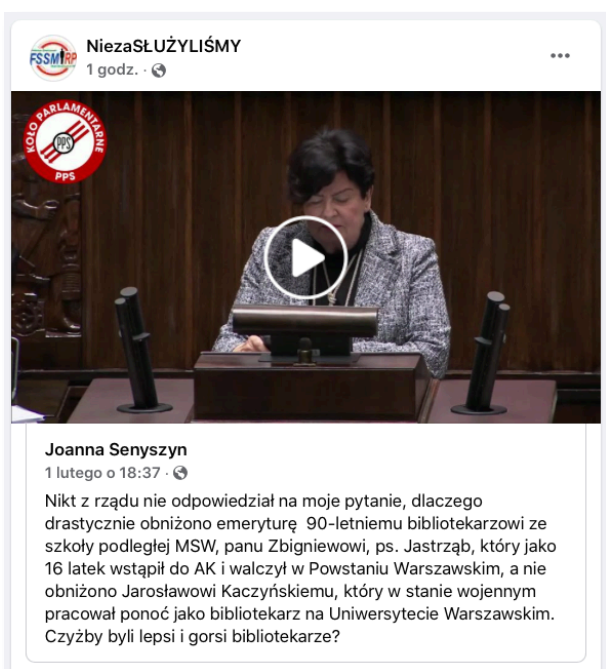 FSSM RP
NiezaSŁUŻYLIŚMY
1 godz. ·
KOŁO PARLAMENTARNE
PPS
PPS
Joanna Senyszyn
1 lutego o 18:37 ·
Nikt z rządu nie odpowiedział na moje pytanie, dlaczego
drastycznie obniżono emeryturę 90-letniemu bibliotekarzowi ze
szkoły podległej MSW, panu Zbigniewowi, ps. Jastrząb, który jako
16 latek wstąpił do AK i walczył w Powstaniu Warszawskim, a nie
obniżono Jarosławowi Kaczyńskiemu, który w stanie wojennym
pracował ponoć jako bibliotekarz na Uniwersytecie Warszawskim.
Czyżby byli lepsi i gorsi bibliotekarze?